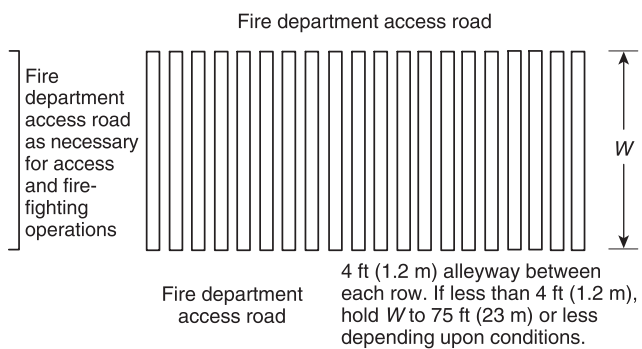 Fire department access road
Fire
department
access road
as necessary
for access
and fire-
fighting
operations
W
Fire department
access road
4 ft (1.2 m) alleyway between
each row. If less than 4 ft (1.2 m),
hold W to 75 ft (23 m) or less
depending upon conditions.